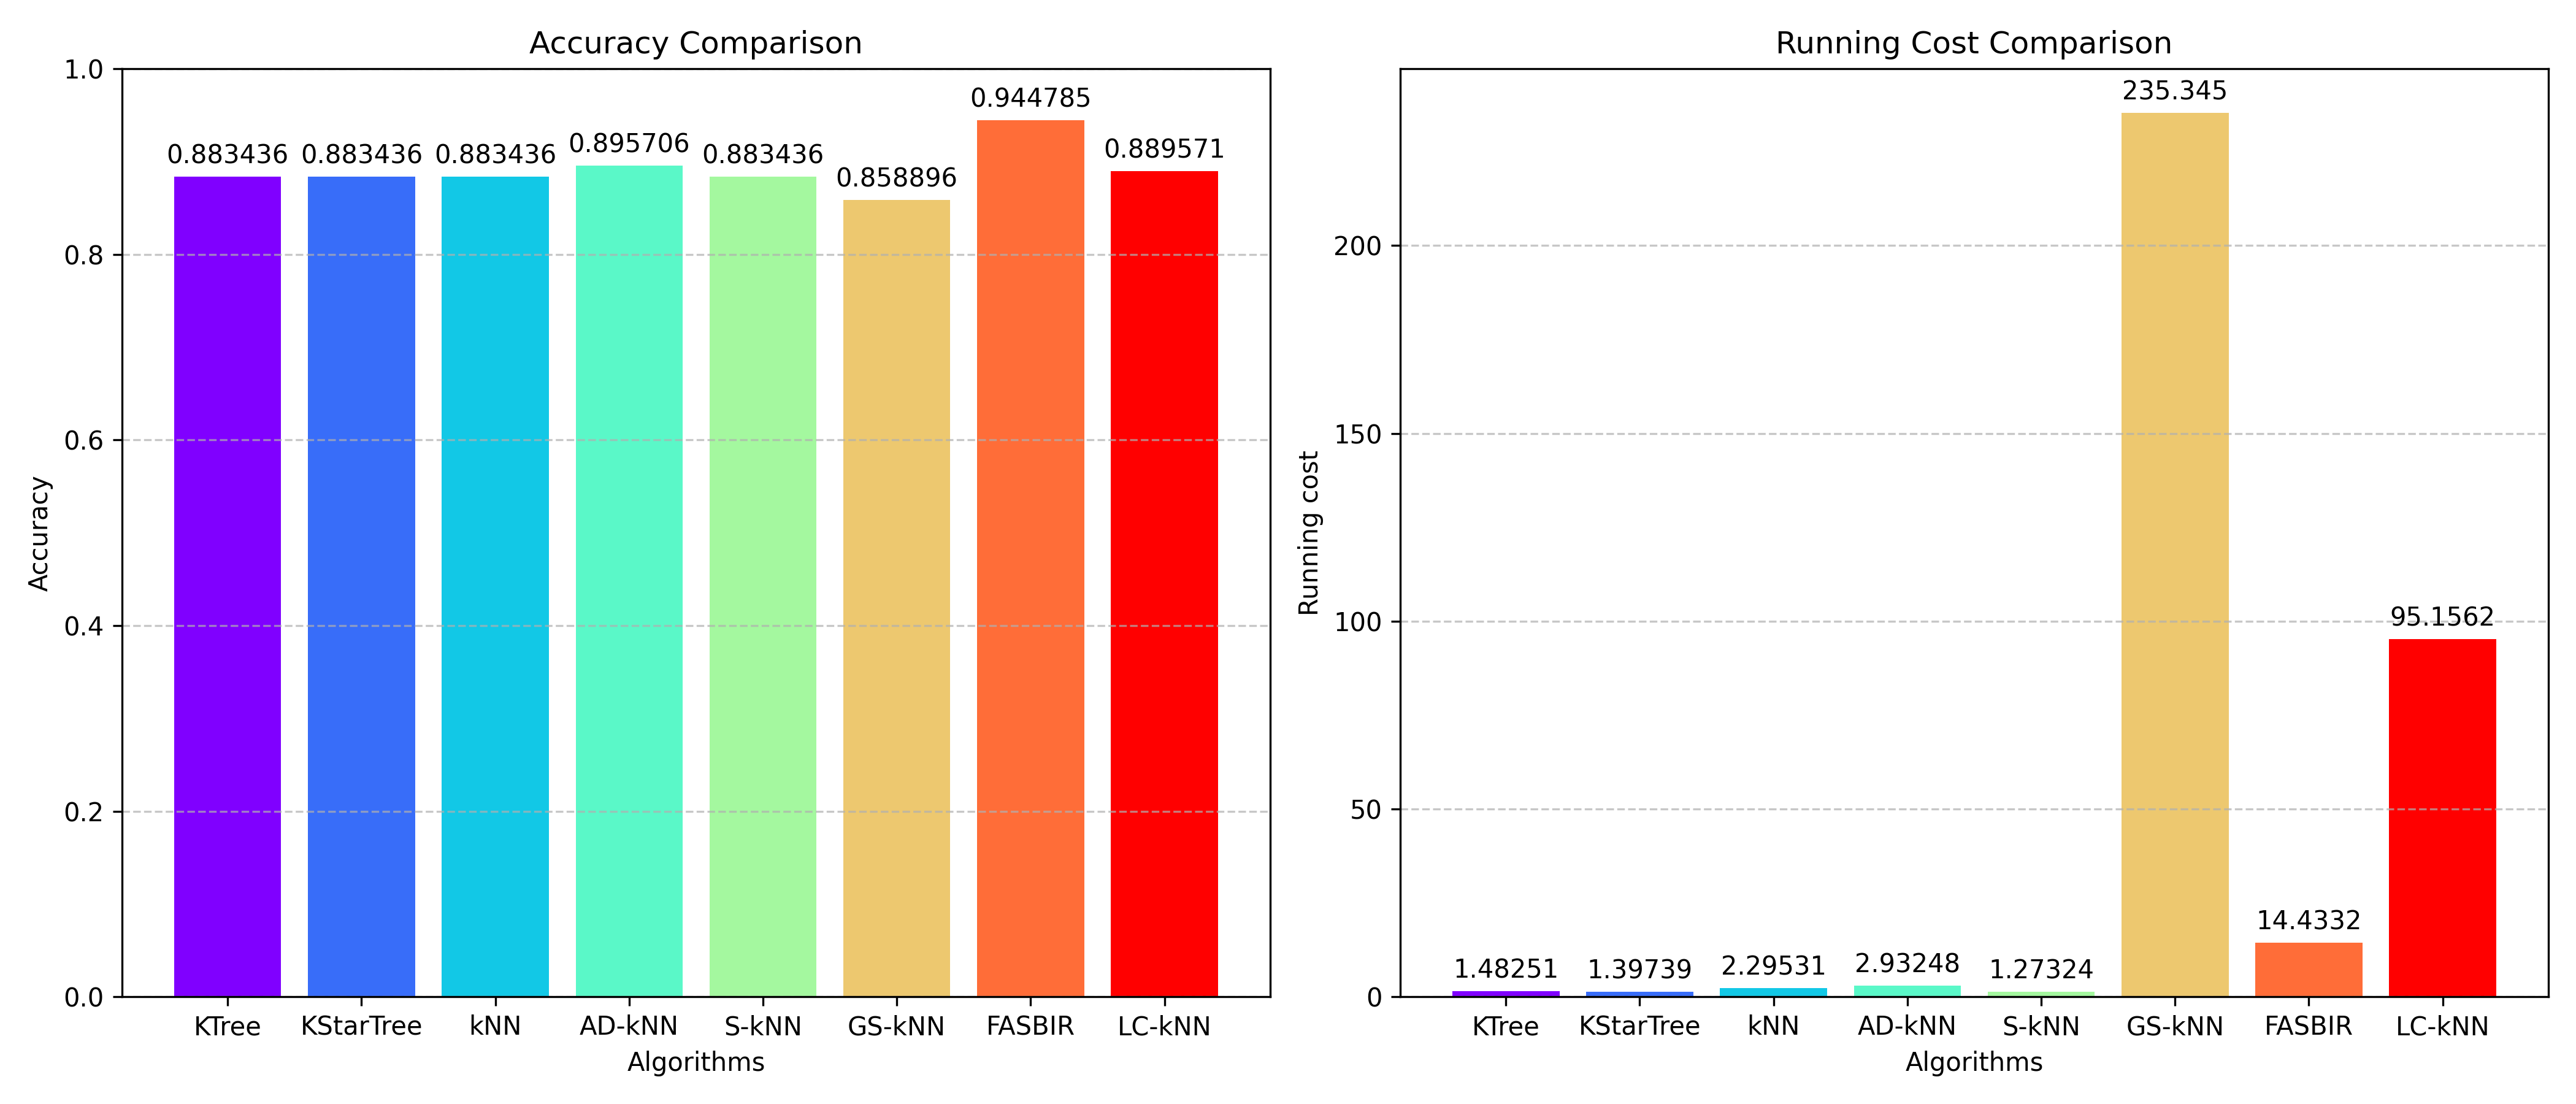 Accuracy Comparison
1.0
0.8
0.6
0.4
0.2
0.0
Accuracy
0.883436
0.883436
0.883436
0.895706
0.883436
0.858896
0.944785
0.889571
KTree
KStarTree
kNN
AD-kNN
S-kNN
GS-kNN
FASBIR
LC-kNN
Algorithms
Running Cost Comparison
200
150
100
50
0
Running cost
1.48251
1.39739
2.29531
2.93248
1.27324
235.345
14.4332
95.1562
KTree
KStarTree
kNN
AD-kNN
S-kNN
GS-kNN
FASBIR
LC-kNN
Algorithms